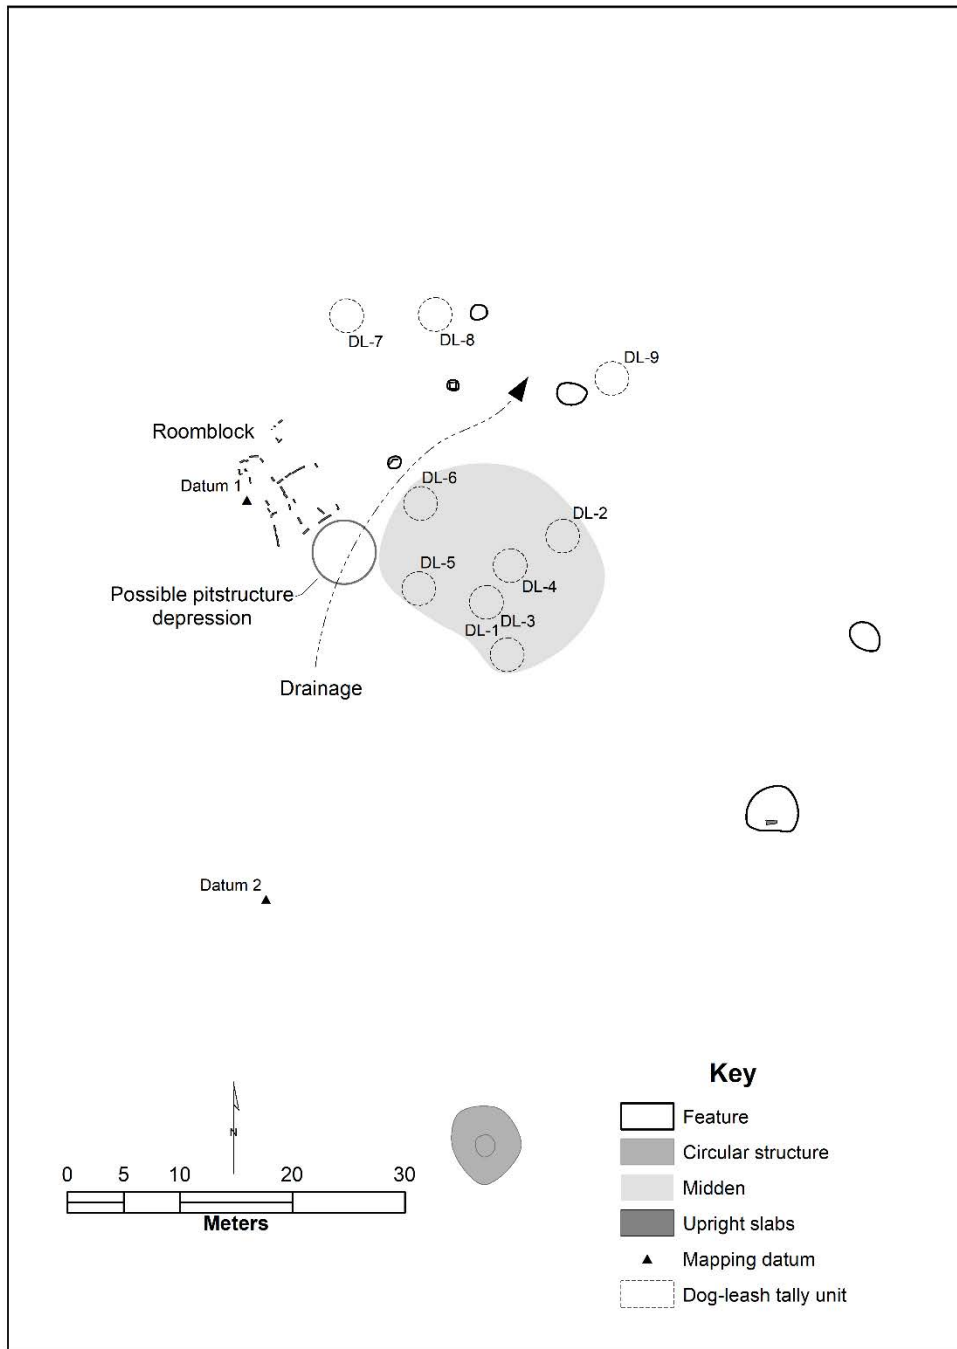 DL-7
DL-8
DL-9
Roomblock
Datum 1
DL-6
DL-2
DL-5
DL-4
DL-3
DL-1
Possible pitstructure
depression
Drainage
Datum 2
N
0 5 10 20 30
Meters
Key
Feature
Circular structure
Midden
Upright slabs
Mapping datum
Dog-leash tally unit